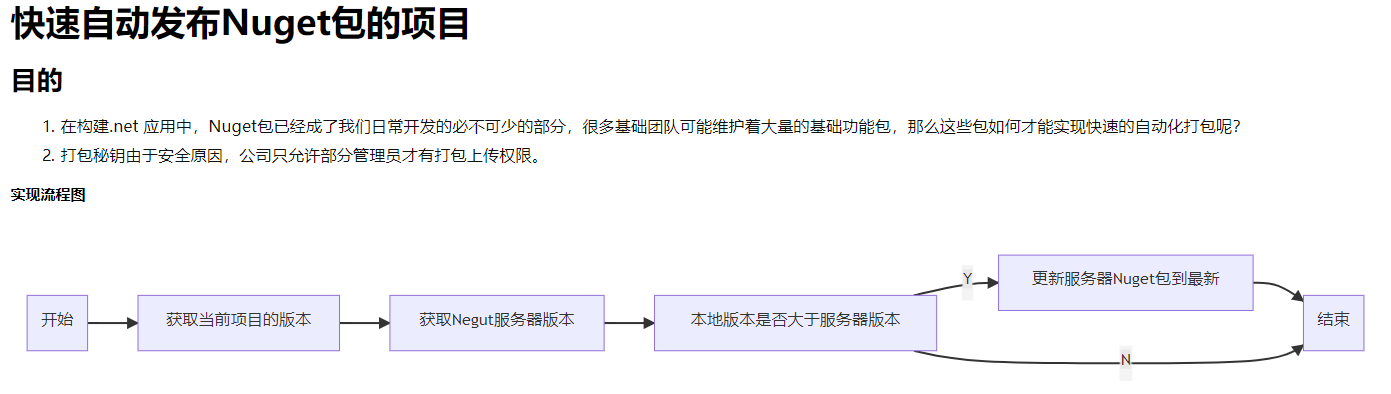 快速自动发布Nuget包的项目
目的
1. 在构建.net 应用中，Nuget包已经成了我们日常开发的必不可少的部分，很多基础团队可能维护着大量的基础功能包，那么这些包如何才能实现快速的自动化打包呢？
2. 打包秘钥由于安全原因，公司只允许部分管理员才有打包上传权限。
实现流程图
开始
获取当前项目的版本
获取Negut服务器版本
本地版本是否大于服务器版本
Y
更新服务器Nuget包到最新
N
结束